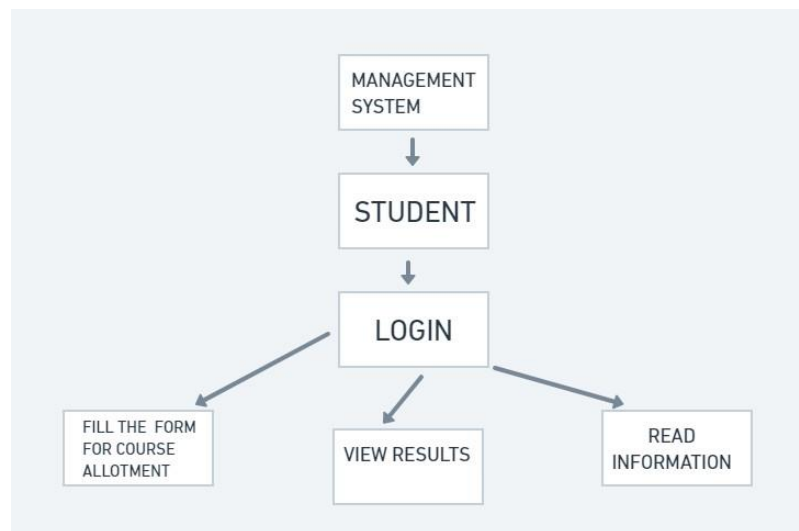 MANAGEMENT
SYSTEM
STUDENT
LOGIN
FILL THE FORM
FOR COURSE
ALLOTMENT
VIEW RESULTS
READ
INFORMATION